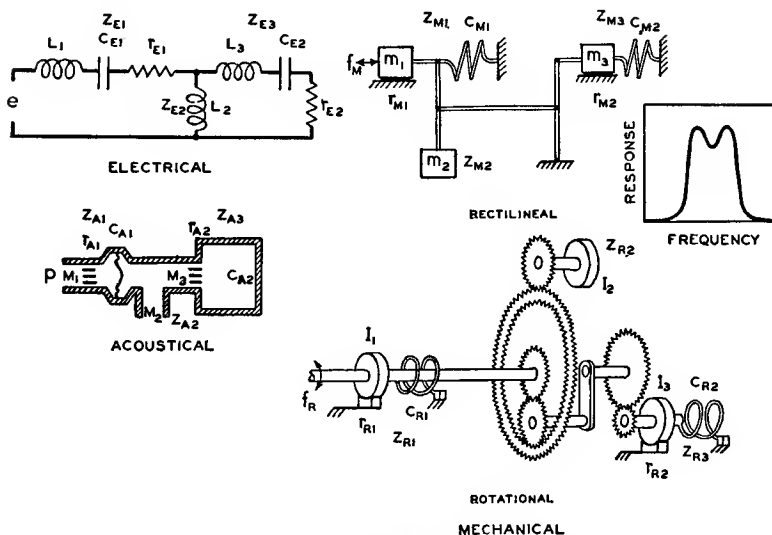 Z_E1
L_1 C_E1 r_E1
Z_E3
L_3 C_E2
e
Z_E2 L_2
r_E2
ELECTRICAL
Z_M1 C_M1
f_M m_1
r_M1
m_2 Z_M2
Z_M3 C_M2
m_3
r_M2
RECTILINEAL
RESPONSE
FREQUENCY
Z_A1
C_A1
r_A1
r_A2
Z_A3
P M_1
M_3
C_A2
M_2
Z_A2
ACOUSTICAL
Z_R2
I_2
I_1
f_R
r_R1
C_R1
Z_R1
I_3
C_R2
r_R2
Z_R3
ROTATIONAL
MECHANICAL